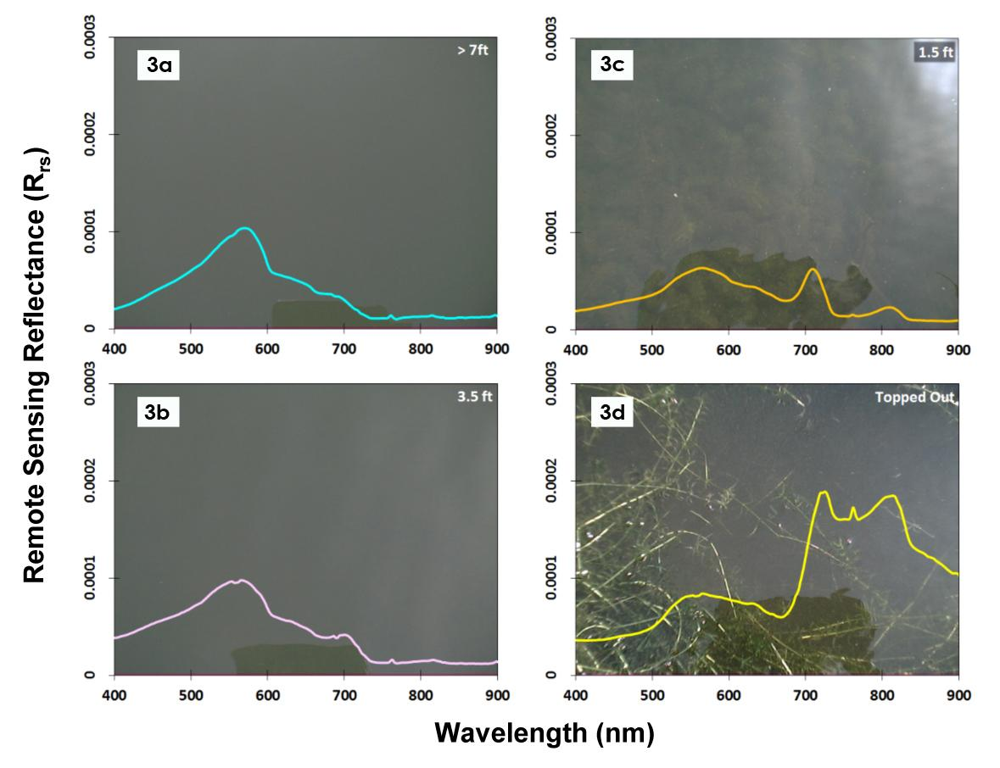 Remote Sensing Reflectance (Rrs)
3a
> 7ft
0.0003
0.0002
0.0001
0
400 500 600 700 800 900
3c
1.5 ft
0.0003
0.0002
0.0001
0
400 500 600 700 800 900
3b
3.5 ft
0.0003
0.0002
0.0001
0
400 500 600 700 800 900
3d
Topped Out
0.0003
0.0002
0.0001
0
400 500 600 700 800 900
Wavelength (nm)